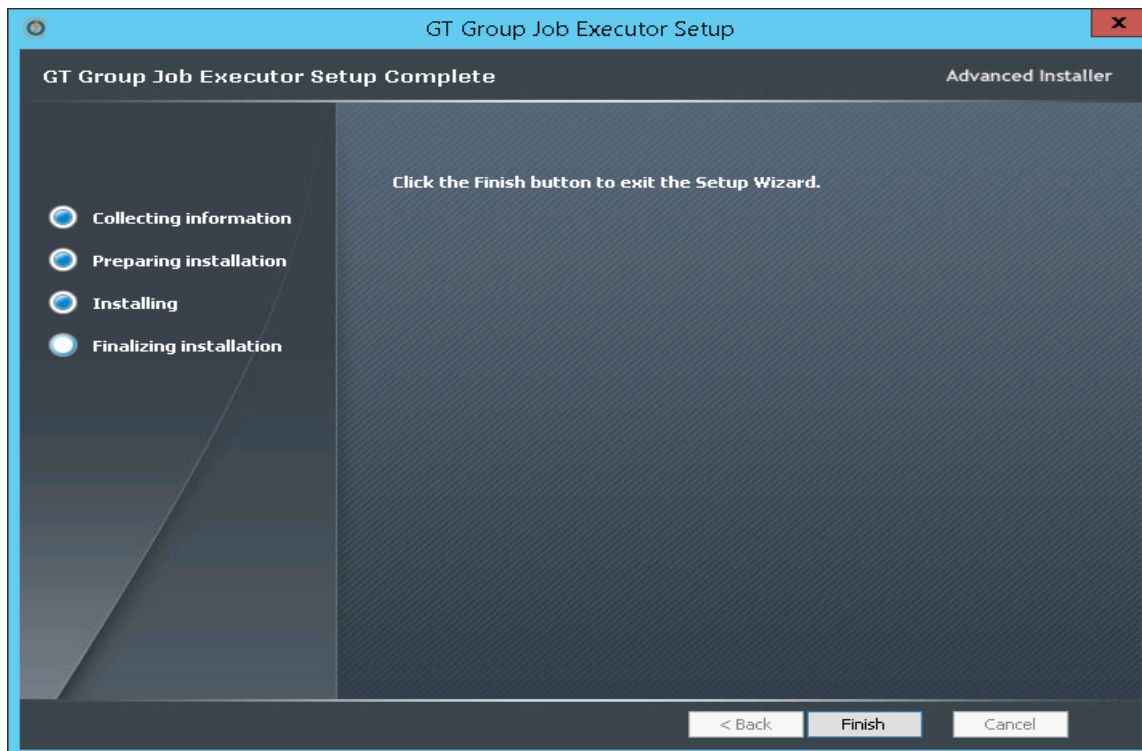 GT Group Job Executor Setup
x
GT Group Job Executor Setup Complete
Advanced Installer
Click the Finish button to exit the Setup Wizard.
Collecting information
Preparing installation
Installing
Finalizing installation
< Back
Finish
Cancel